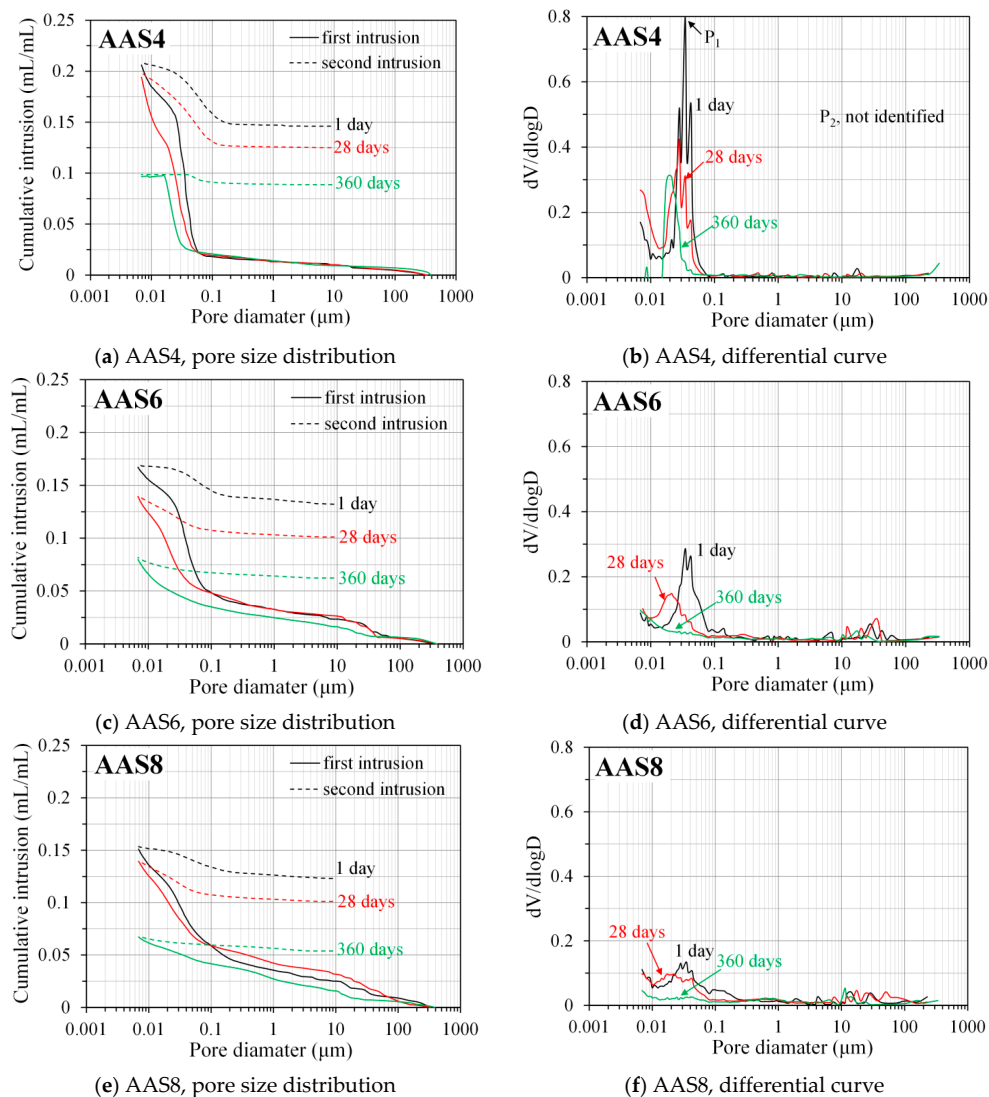 AAS4
first intrusion
second intrusion
1 day
28 days
360 days
Cumulative intrusion (mL/mL)
0.25
0.2
0.15
0.1
0.05
0
0.001 0.01 0.1 1 10 100 1000
Pore diamater (μm)
(a) AAS4, pore size distribution
AAS4
P1
1 day
P2, not identified
28 days
360 days
dV/dlogD
0.8
0.6
0.4
0.2
0
0.001 0.01 0.1 1 10 100 1000
Pore diamater (μm)
(b) AAS4, differential curve
AAS6
first intrusion
second intrusion
1 day
28 days
360 days
Cumulative intrusion (mL/mL)
0.25
0.2
0.15
0.1
0.05
0
0.001 0.01 0.1 1 10 100 1000
Pore diamater (μm)
(c) AAS6, pore size distribution
AAS6
1 day
28 days
360 days
dV/dlogD
0.8
0.6
0.4
0.2
0
0.001 0.01 0.1 1 10 100 1000
Pore diamater (μm)
(d) AAS6, differential curve
AAS8
first intrusion
second intrusion
1 day
28 days
360 days
Cumulative intrusion (mL/mL)
0.25
0.2
0.15
0.1
0.05
0
0.001 0.01 0.1 1 10 100 1000
Pore diamater (μm)
(e) AAS8, pore size distribution
AAS8
28 days
1 day
360 days
dV/dlogD
0.8
0.6
0.4
0.2
0
0.001 0.01 0.1 1 10 100 1000
Pore diamater (μm)
(f) AAS8, differential curve